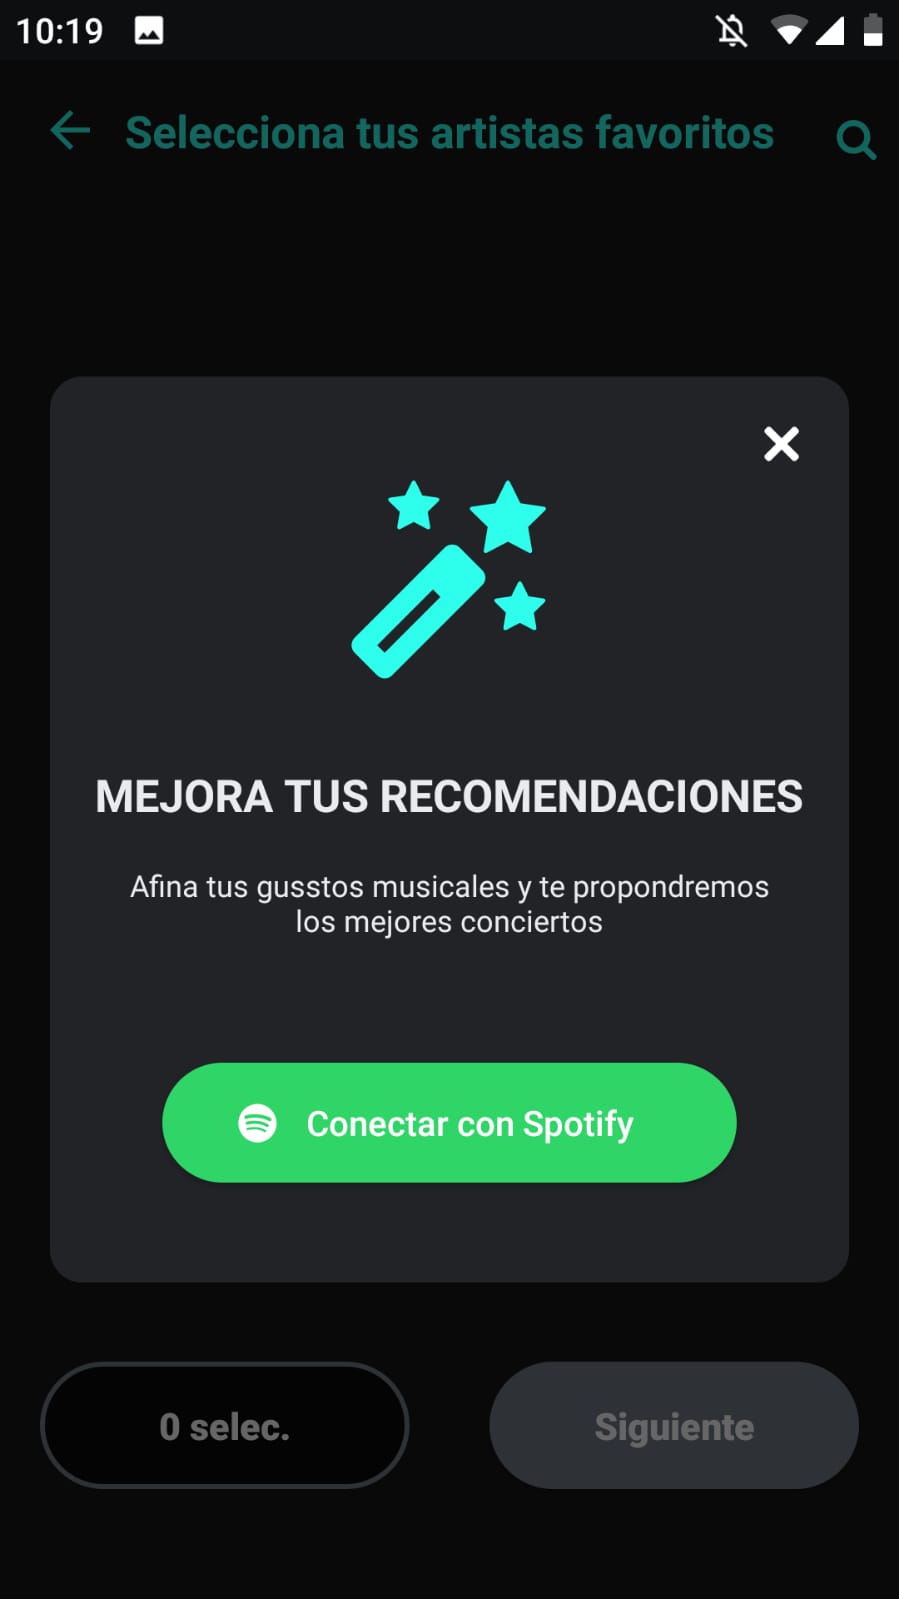 10:19
Selecciona tus artistas favoritos
MEJORA TUS RECOMENDACIONES
Afina tus gusstos musicales y te propondremos
los mejores conciertos
Conectar con Spotify
0 selec.
Siguiente